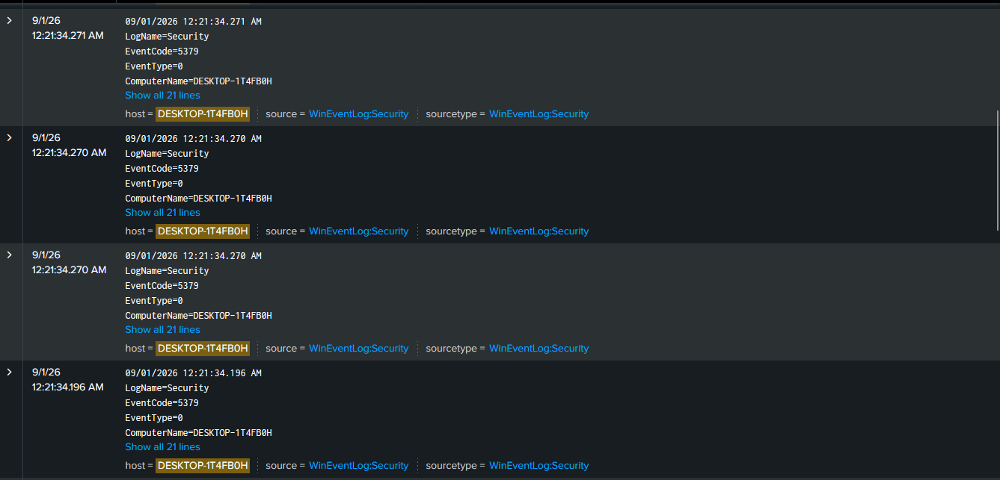 9/1/26
12:21:34.271 AM
09/01/2026 12:21:34.271 AM
LogName=Security
EventCode=5379
EventType=0
ComputerName=DESKTOP-1T4FB0H
Show all 21 lines
host = DESKTOP-1T4FB0H source = WinEventLog:Security sourcetype = WinEventLog:Security
9/1/26
12:21:34.270 AM
09/01/2026 12:21:34.270 AM
LogName=Security
EventCode=5379
EventType=0
ComputerName=DESKTOP-1T4FB0H
Show all 21 lines
host = DESKTOP-1T4FB0H source = WinEventLog:Security sourcetype = WinEventLog:Security
9/1/26
12:21:34.270 AM
09/01/2026 12:21:34.270 AM
LogName=Security
EventCode=5379
EventType=0
ComputerName=DESKTOP-1T4FB0H
Show all 21 lines
host = DESKTOP-1T4FB0H source = WinEventLog:Security sourcetype = WinEventLog:Security
9/1/26
12:21:34.196 AM
09/01/2026 12:21:34.196 AM
LogName=Security
EventCode=5379
EventType=0
ComputerName=DESKTOP-1T4FB0H
Show all 21 lines
host = DESKTOP-1T4FB0H source = WinEventLog:Security sourcetype = WinEventLog:Security